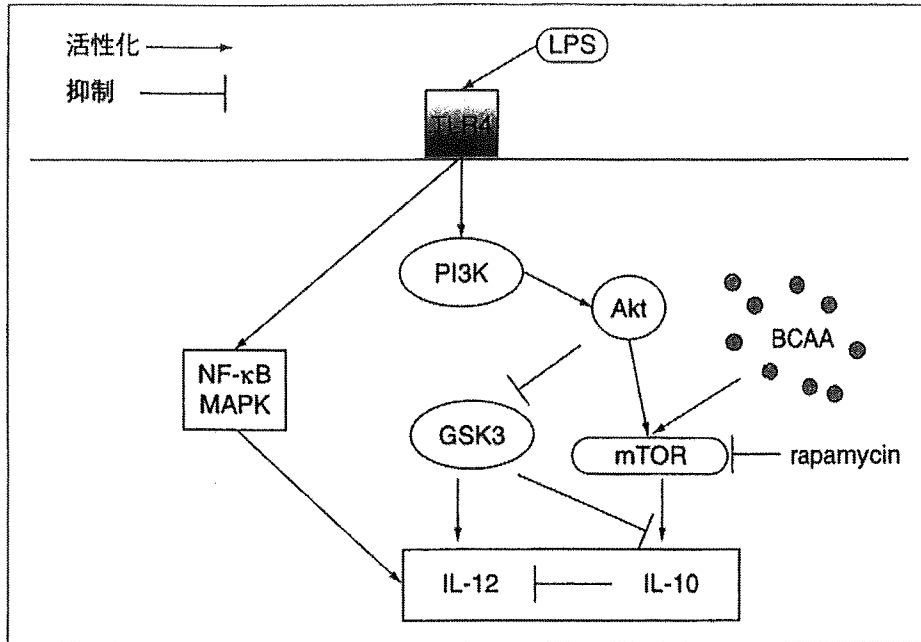 活性化
抑制
LPS
TLR4
PI3K
Akt
BCAA
NF-κB
MAPK
GSK3
mTOR
rapamycin
IL-12
IL-10